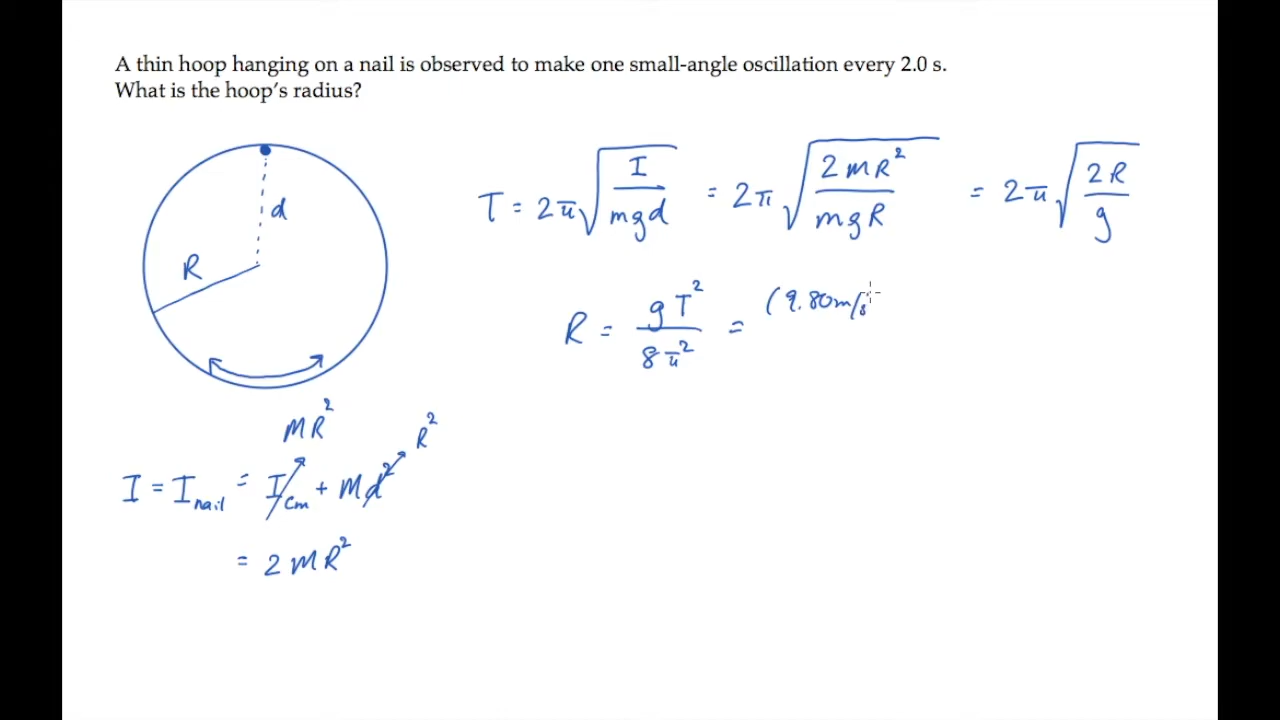 A thin hoop hanging on a nail is observed to make one small-angle oscillation every 2.0 s.
What is the hoop's radius?
d
R
T = 2π√(I/mgd) = 2π√(2mR²/mgR) = 2π√(2R/g)
R = gT²/8π² = (9.80m/s
MR²
R²
I = I_nail = I_cm + Md²
= 2MR²